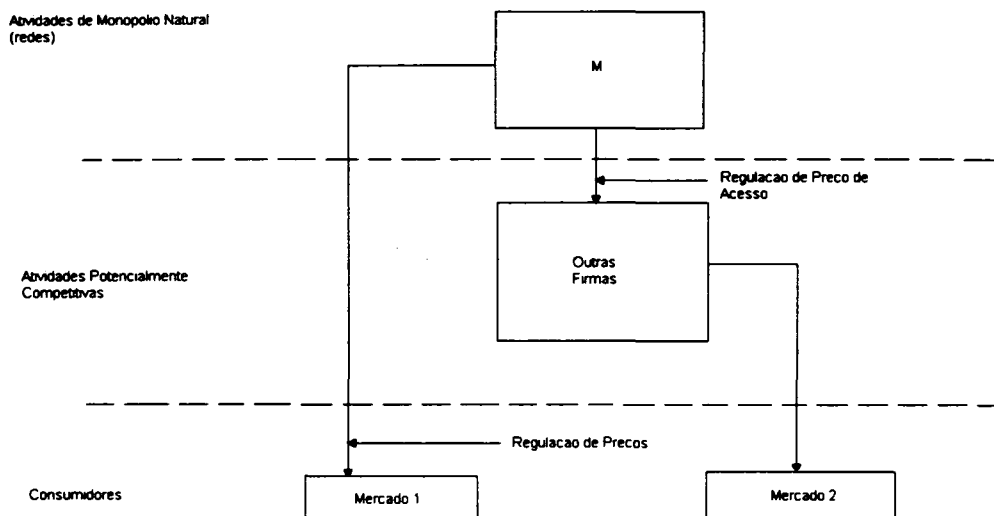 Atividades de Monopolio Natural
(redes)
M
Regulacao de Preco de
Acesso
Atividades Potencialmente
Competitivas
Outras
Firmas
Regulacao de Precos
Consumidores
Mercado 1
Mercado 2